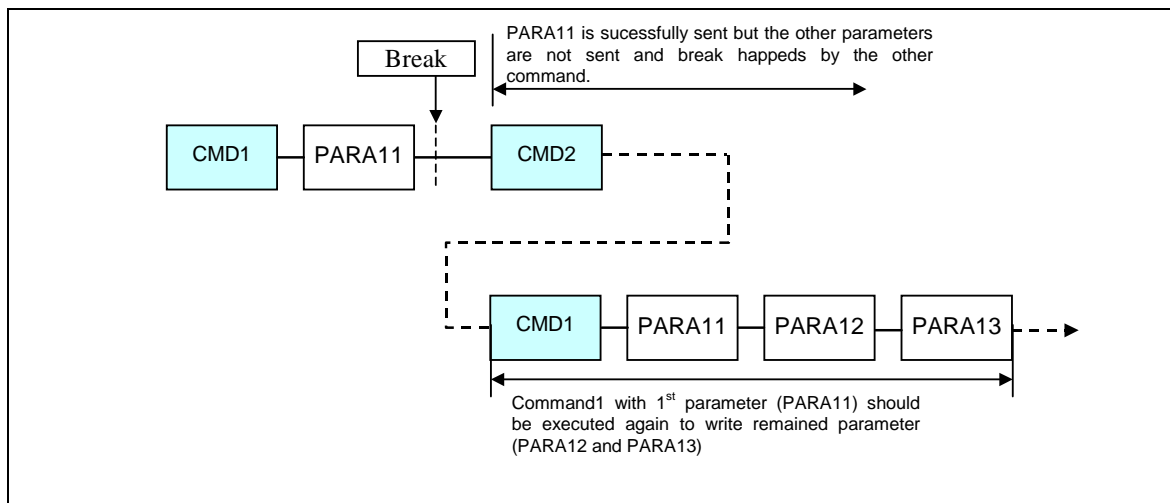 PARA11 is sucessfully sent but the other parameters
are not sent and break happeds by the other
command.
Break
CMD1
PARA11
CMD2
CMD1
PARA11
PARA12
PARA13
Command1 with 1st parameter (PARA11) should
be executed again to write remained parameter
(PARA12 and PARA13)